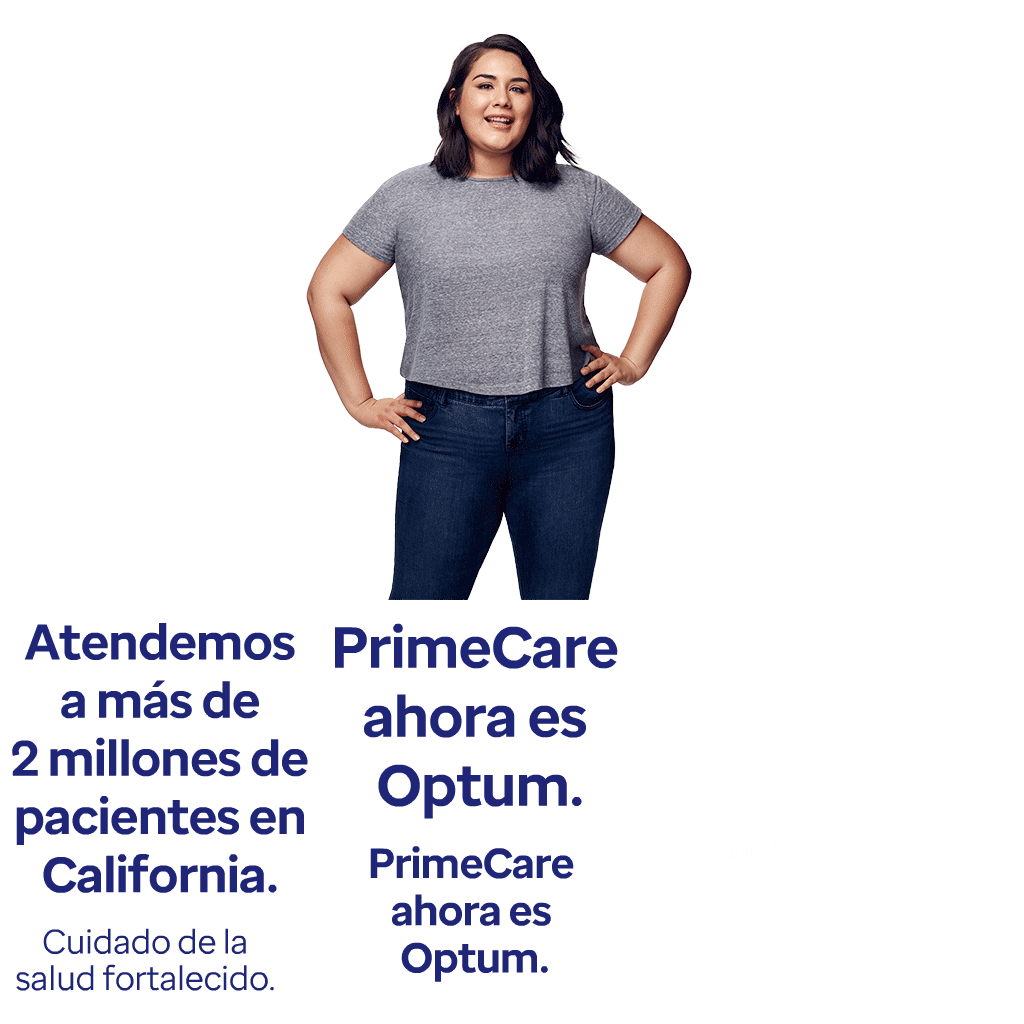 Atendemos
a más de
2 millones de
pacientes en
California.
Cuidado de la
salud fortalecido.
PrimeCare
ahora es
Optum.
PrimeCare
ahora es
Optum.